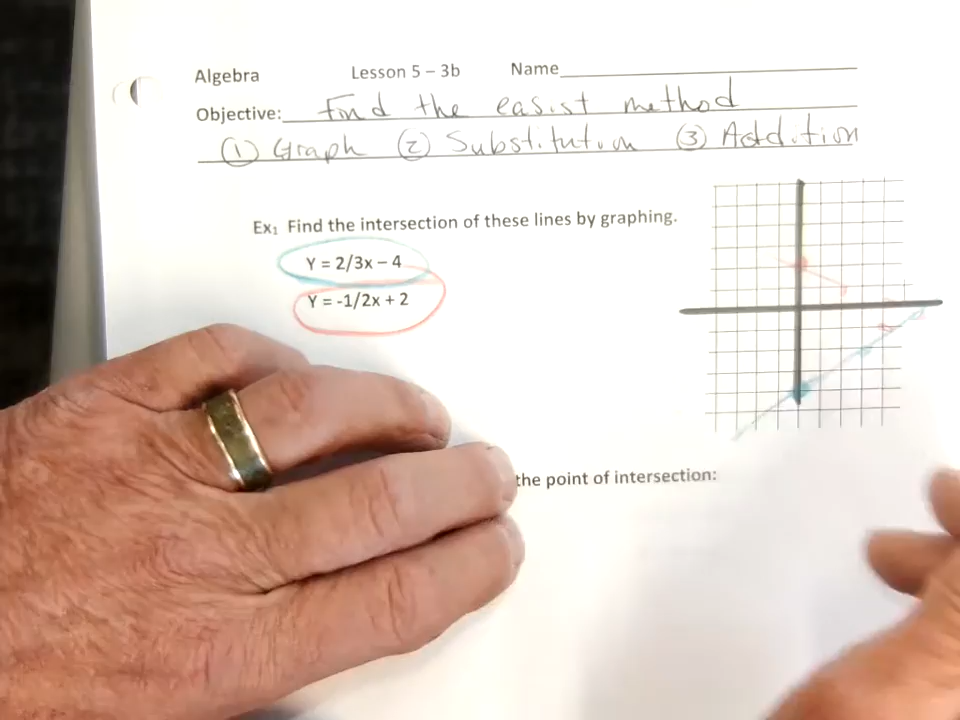 Algebra Lesson 5 – 3b Name
Objective: Find the easist method
① Graph ② Substitution ③ Addition
Ex1 Find the intersection of these lines by graphing.
Y = 2/3x – 4
Y = -1/2x + 2
the point of intersection: